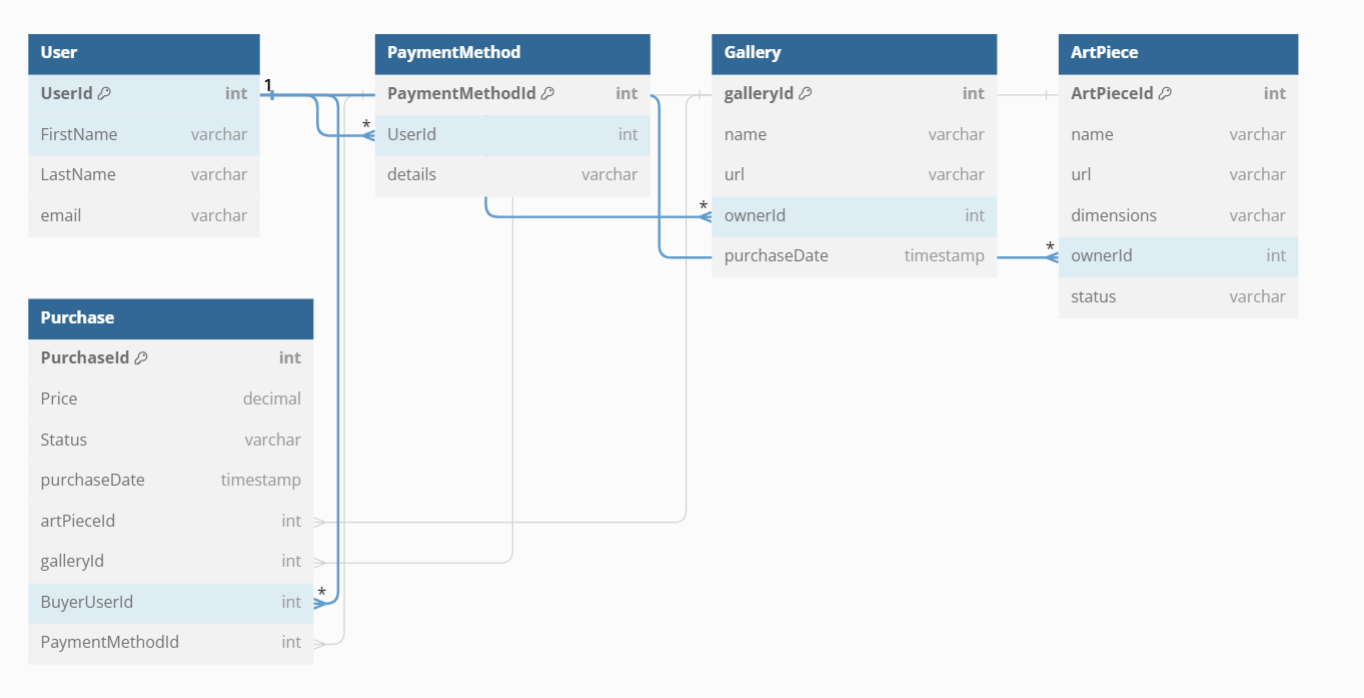 User
UserId int
FirstName varchar
LastName varchar
email varchar
1
*
PaymentMethod
PaymentMethodId int
UserId int
details varchar
*
Gallery
galleryId int
name varchar
url varchar
ownerId int
purchaseDate timestamp
*
ArtPiece
ArtPieceId int
name varchar
url varchar
dimensions varchar
ownerId int
status varchar
Purchase
PurchaseId int
Price decimal
Status varchar
purchaseDate timestamp
artPieceId int
galleryId int
BuyerUserId int
*
PaymentMethodId int